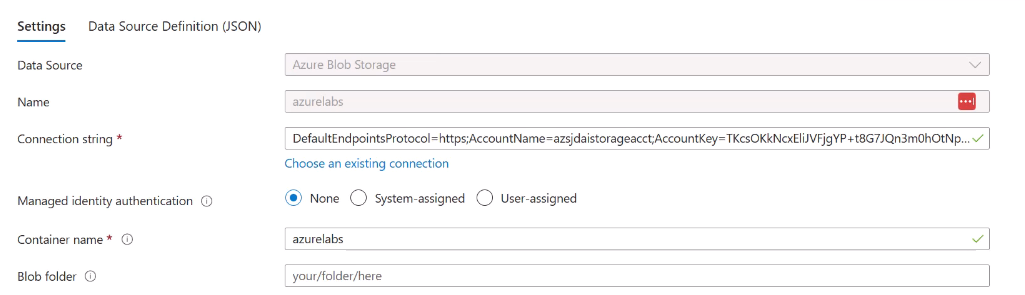 Settings Data Source Definition (JSON)
Data Source Azure Blob Storage
Name azurelabs
Connection string * DefaultEndpointsProtocol=https;AccountName=azsjdaistorageacct;AccountKey=TKcsOKkNcxEliJVFjgYP+t8G7JQn3m0hOtNp...
Choose an existing connection
Managed identity authentication None System-assigned User-assigned
Container name * azurelabs
Blob folder your/folder/here